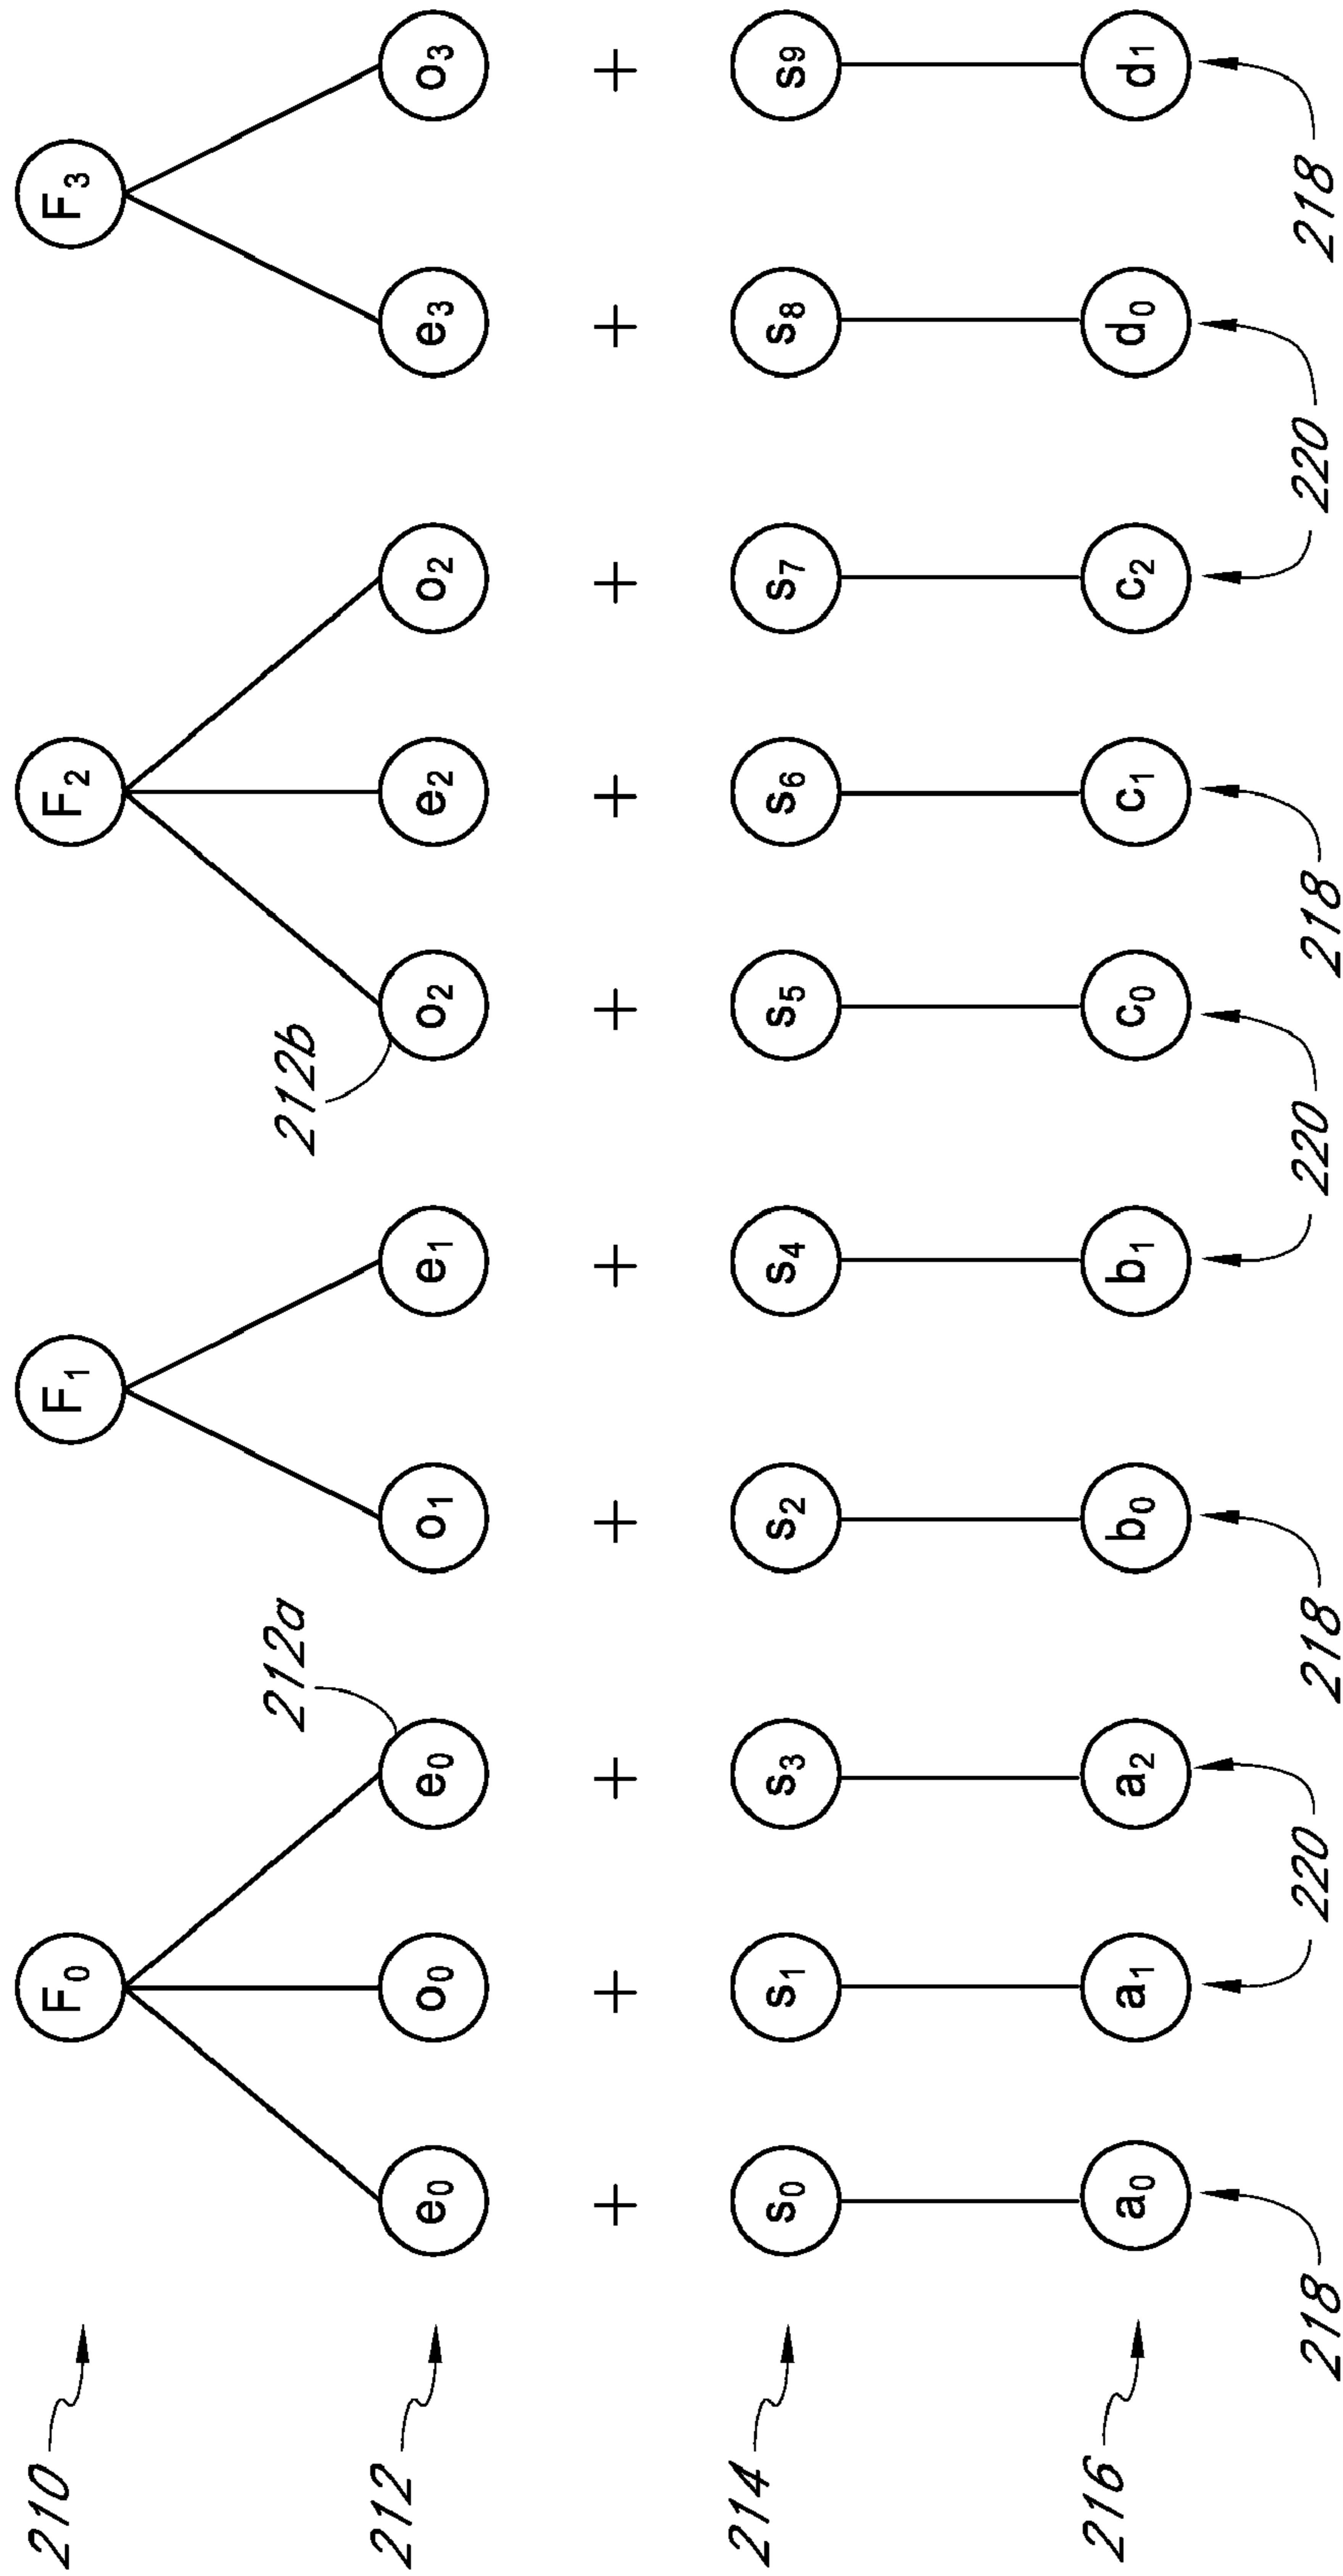 210 F0 F1 F2 F3
212a 212b
212 e0 o0 e0 o1 e1 o2 e2 o2 e3 o3
+ + + + + + + + + +
214 s0 s1 s3 s2 s4 s5 s6 s7 s8 s9
216 a0 a1 a2 b0 b1 c0 c1 c2 d0 d1
218 220 218 220 218 220 218